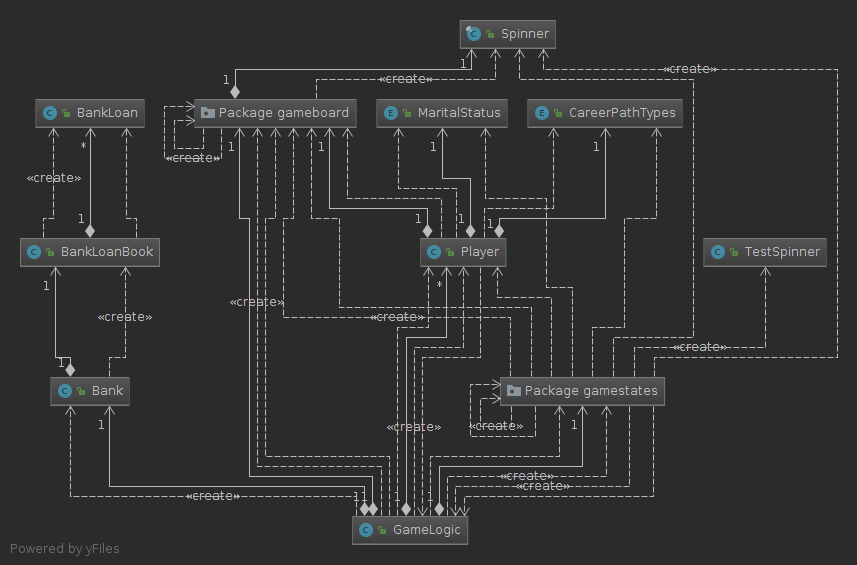 Spinner
1
«create»
«create»
1
BankLoan
Package gameboard
MaritalStatus
CareerPathTypes
*
1
1
1
1
«create»
«create»
1
1
1
1
BankLoanBook
Player
TestSpinner
1
*
«create»
«create»
«create»
«create»
1
Bank
Package gamestates
1
«create»
«create»
1
«create»
«create»
«create»
1
1
1
1
GameLogic
Powered by yFiles